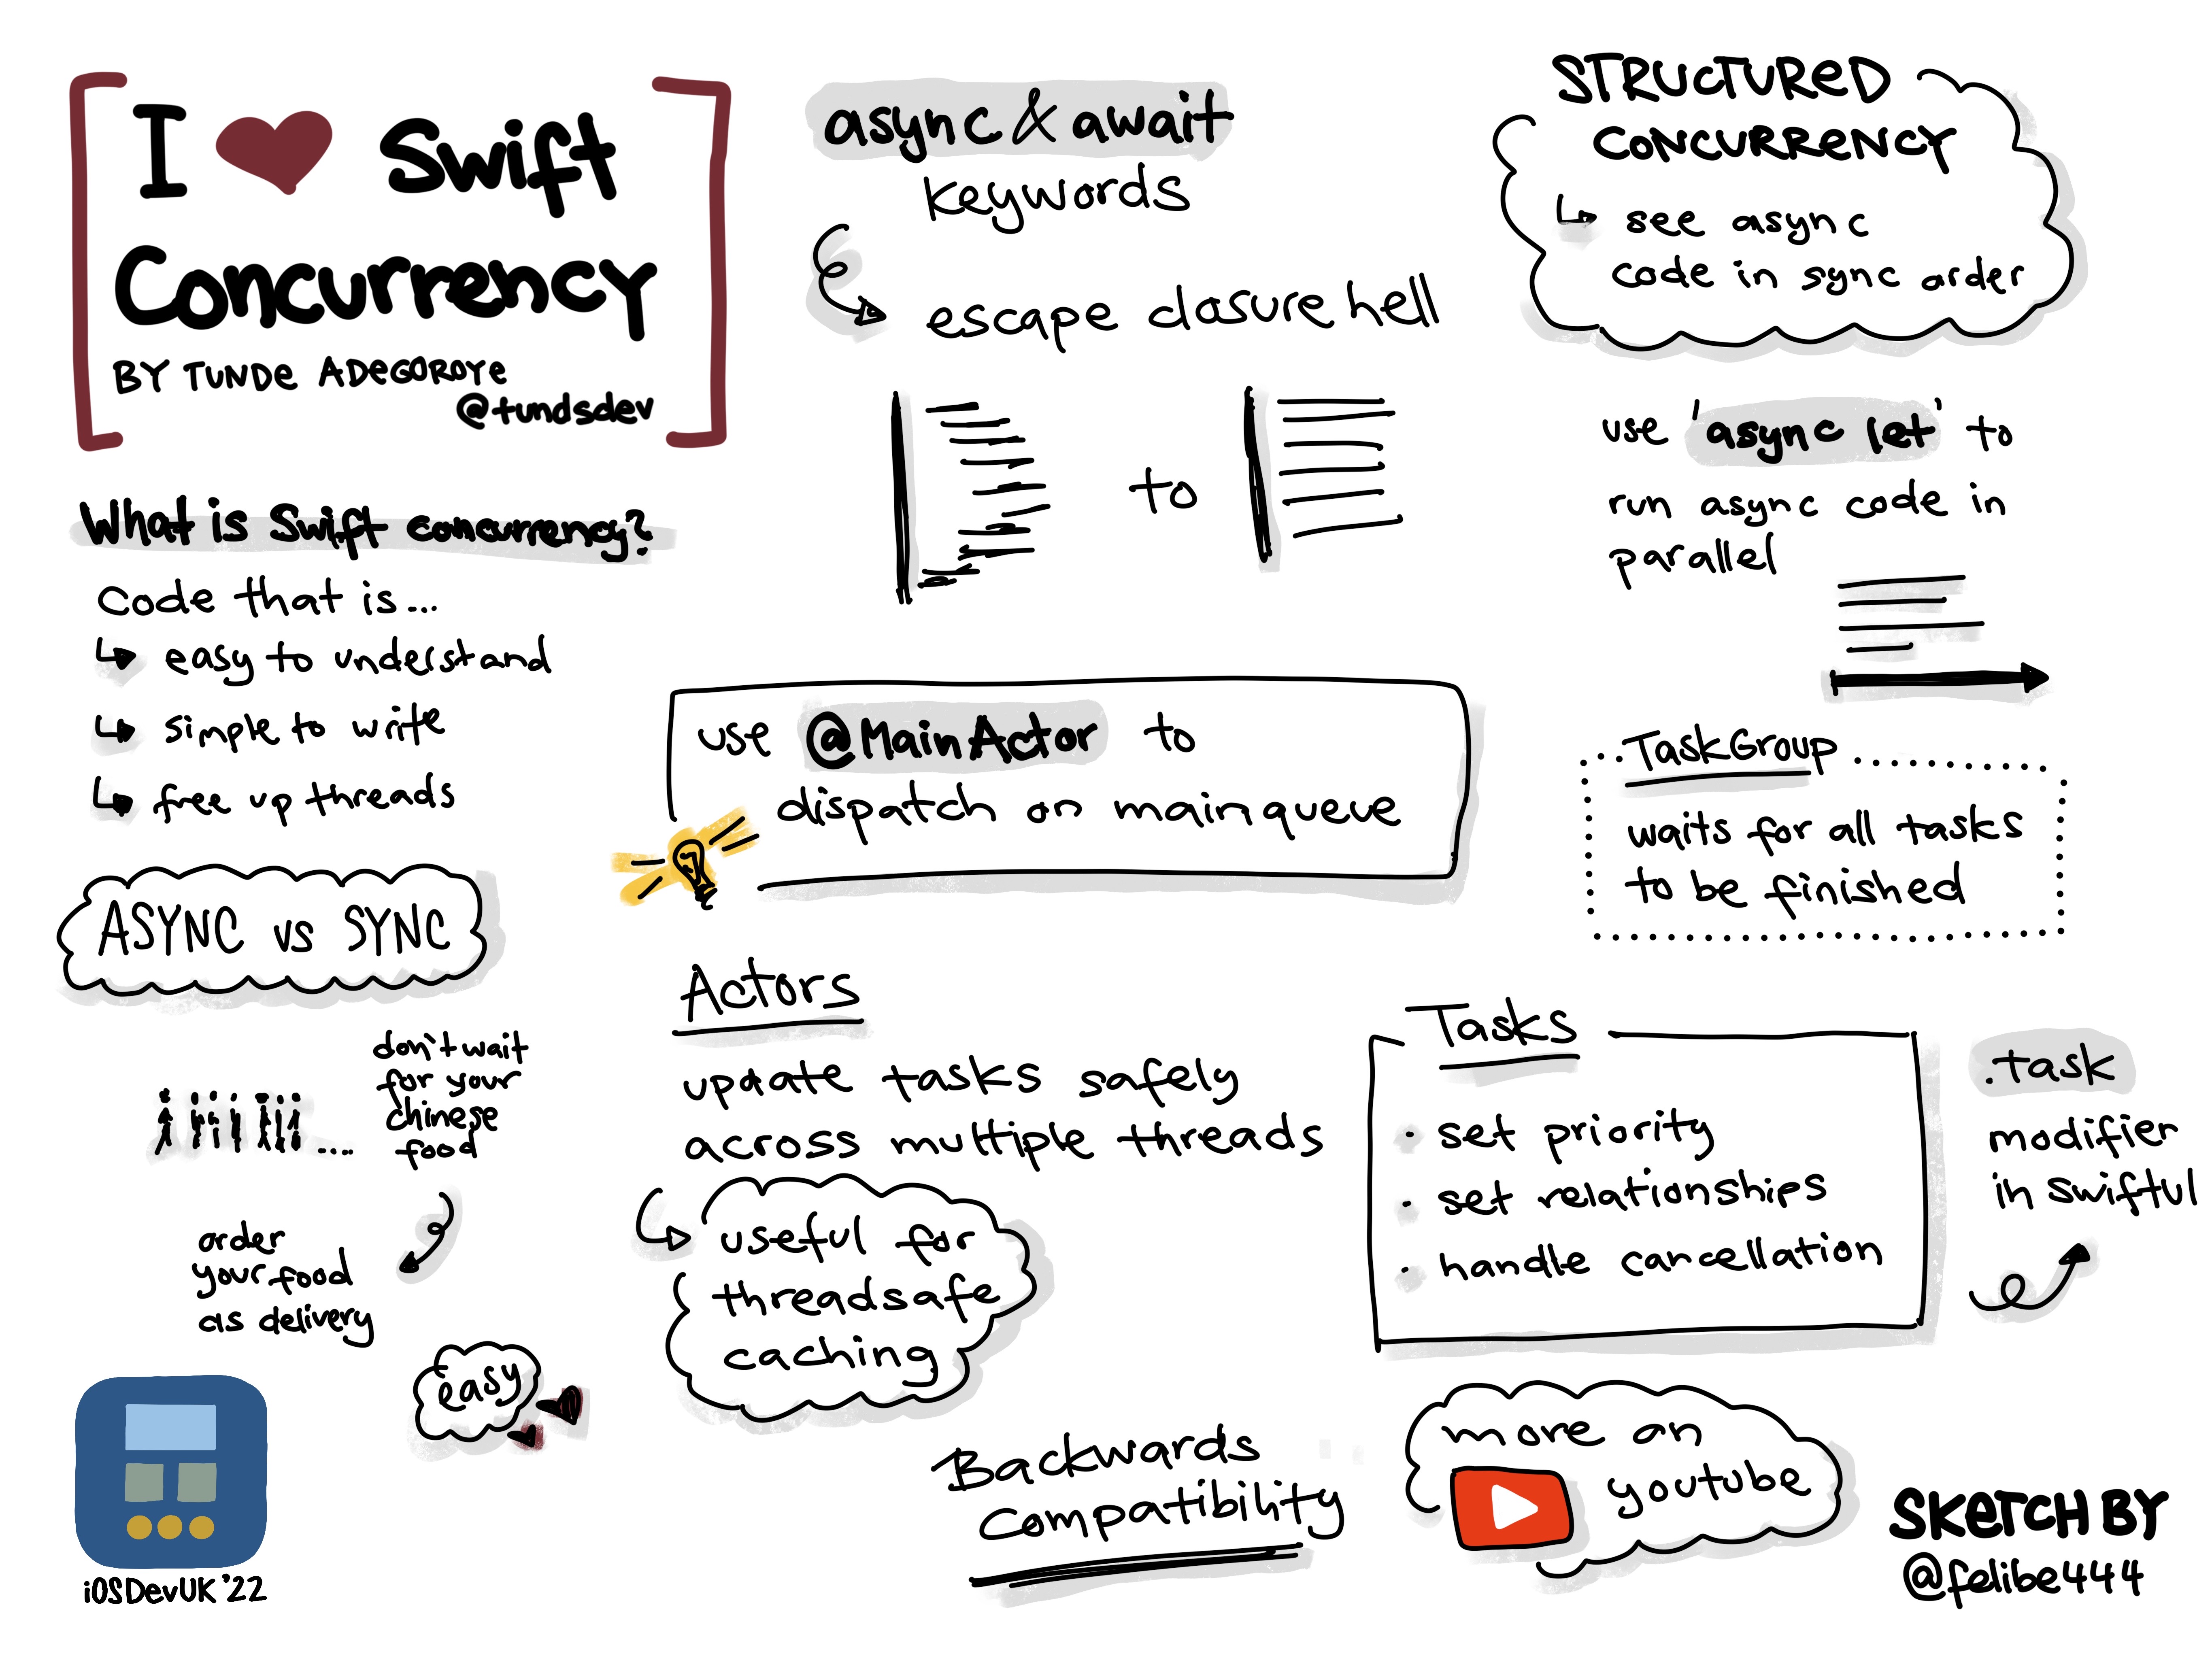 I ❤ Swift
Concurrency
BY TUNDE ADEGOROYE
@tundsdev
What is Swift concurrency?
Code that is...
↳ easy to understand
↳ simple to write
↳ free up threads
ASYNC vs SYNC
don't wait
for your
chinese
food
order
your food
as delivery
easy
iOSDevUK '22
async & await
keywords
escape closure hell
to
use @MainActor to
dispatch on main queue
Actors
update tasks safely
across multiple threads
useful for
threadsafe
caching
Backwards
Compatibility
STRUCTURED
CONCURRENCY
↳ see async
code in sync order
use 'async let' to
run async code in
parallel
TaskGroup
waits for all tasks
to be finished
Tasks
• set priority
• set relationships
• handle cancellation
.task
modifier
in SwiftUI
more on
youtube
SKETCH BY
@felibe444